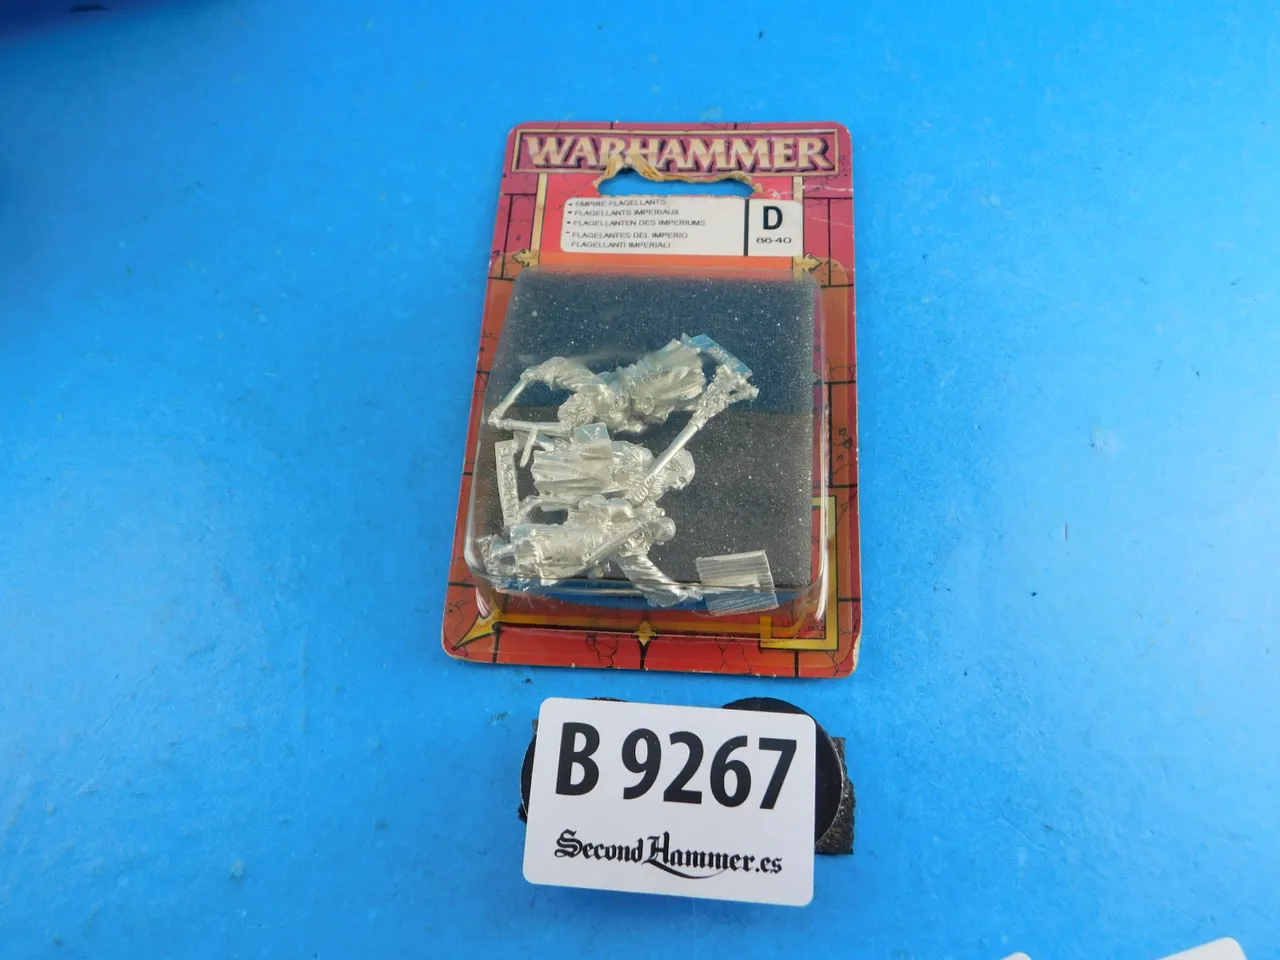 WARHAMMER
- EMPIRE FLAGELLANTS
- FLAGELLANTS IMPERIAUX
- FLAGELLANTEN DES IMPERIUMS
- FLAGELANTES DEL IMPERIO
FLAGELLANTI IMPERIALI
D
86-40
B 9267
SecondHammer.es